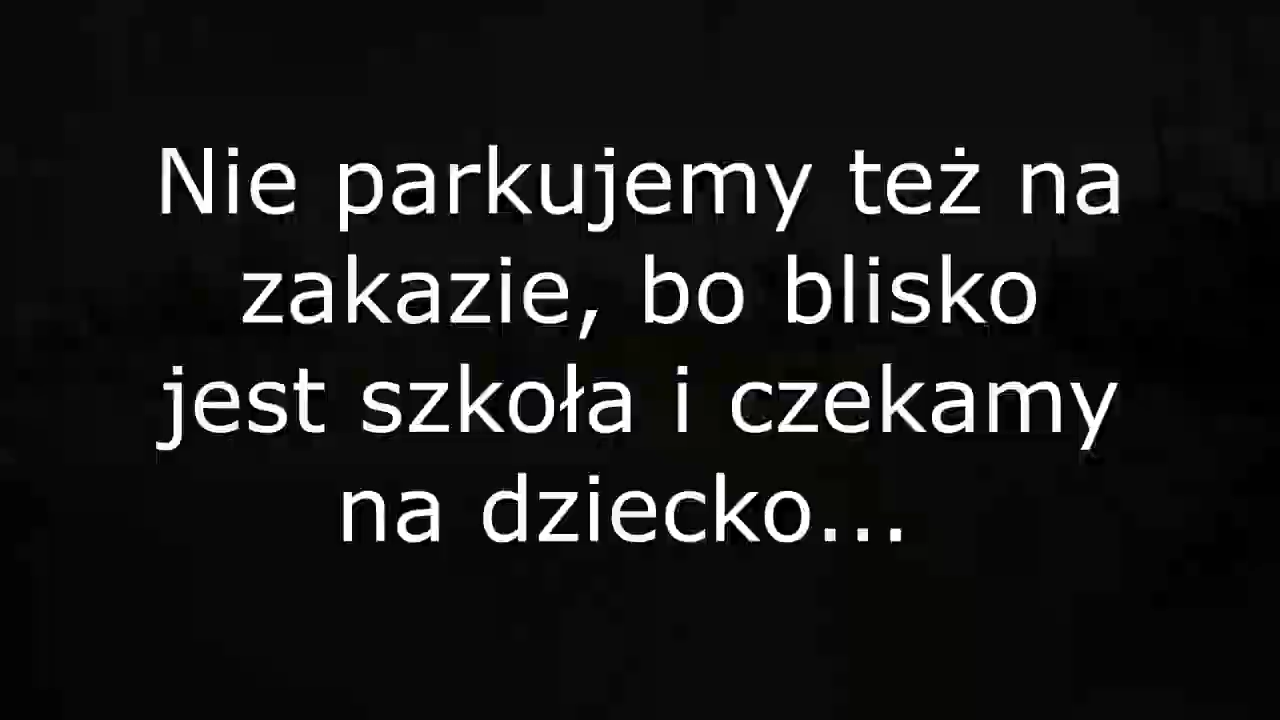 Nie parkujemy też na
zakazie, bo blisko
jest szkoła i czekamy
na dziecko...